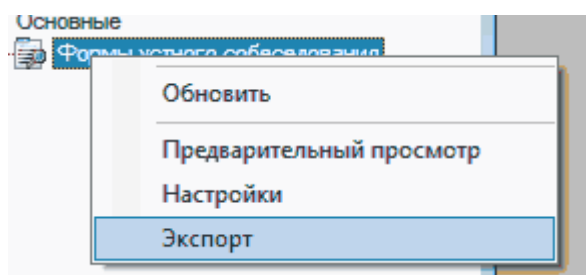 Основные
Формы устного собеседования
Обновить
Предварительный просмотр
Настройки
Экспорт